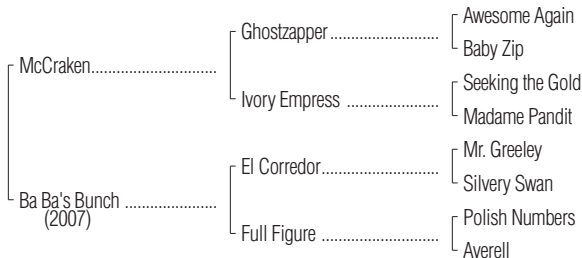 Awesome Again
Ghostzapper..............................
Baby Zip
McCraken..................................
Seeking the Gold
Ivory Empress .........................
Madame Pandit
Mr. Greeley
El Corredor................................
Silvery Swan
Ba Ba's Bunch .........................
(2007)
Polish Numbers
Full Figure .................................
Averell